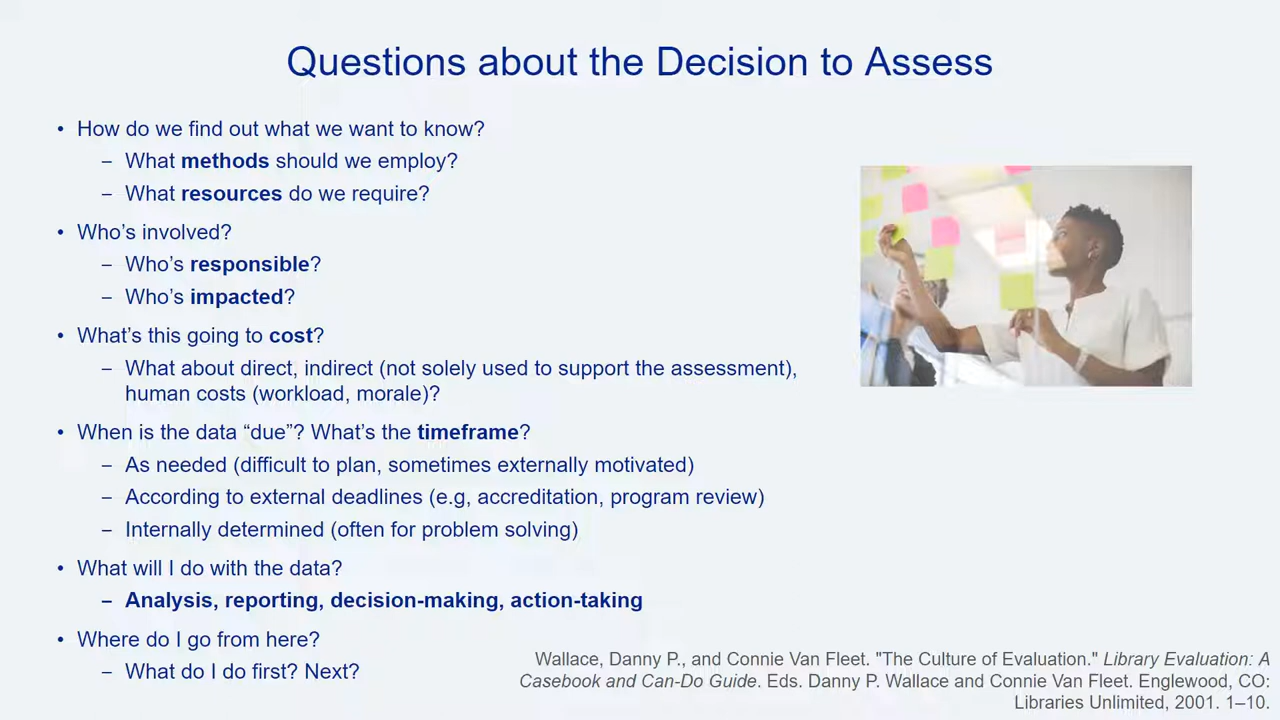 Questions about the Decision to Assess
• How do we find out what we want to know?
– What methods should we employ?
– What resources do we require?
• Who’s involved?
– Who’s responsible?
– Who’s impacted?
• What’s this going to cost?
– What about direct, indirect (not solely used to support the assessment),
human costs (workload, morale)?
• When is the data “due”? What’s the timeframe?
– As needed (difficult to plan, sometimes externally motivated)
– According to external deadlines (e.g, accreditation, program review)
– Internally determined (often for problem solving)
• What will I do with the data?
– Analysis, reporting, decision-making, action-taking
• Where do I go from here?
– What do I do first? Next?
Wallace, Danny P., and Connie Van Fleet. "The Culture of Evaluation." Library Evaluation: A
Casebook and Can-Do Guide. Eds. Danny P. Wallace and Connie Van Fleet. Englewood, CO:
Libraries Unlimited, 2001. 1–10.